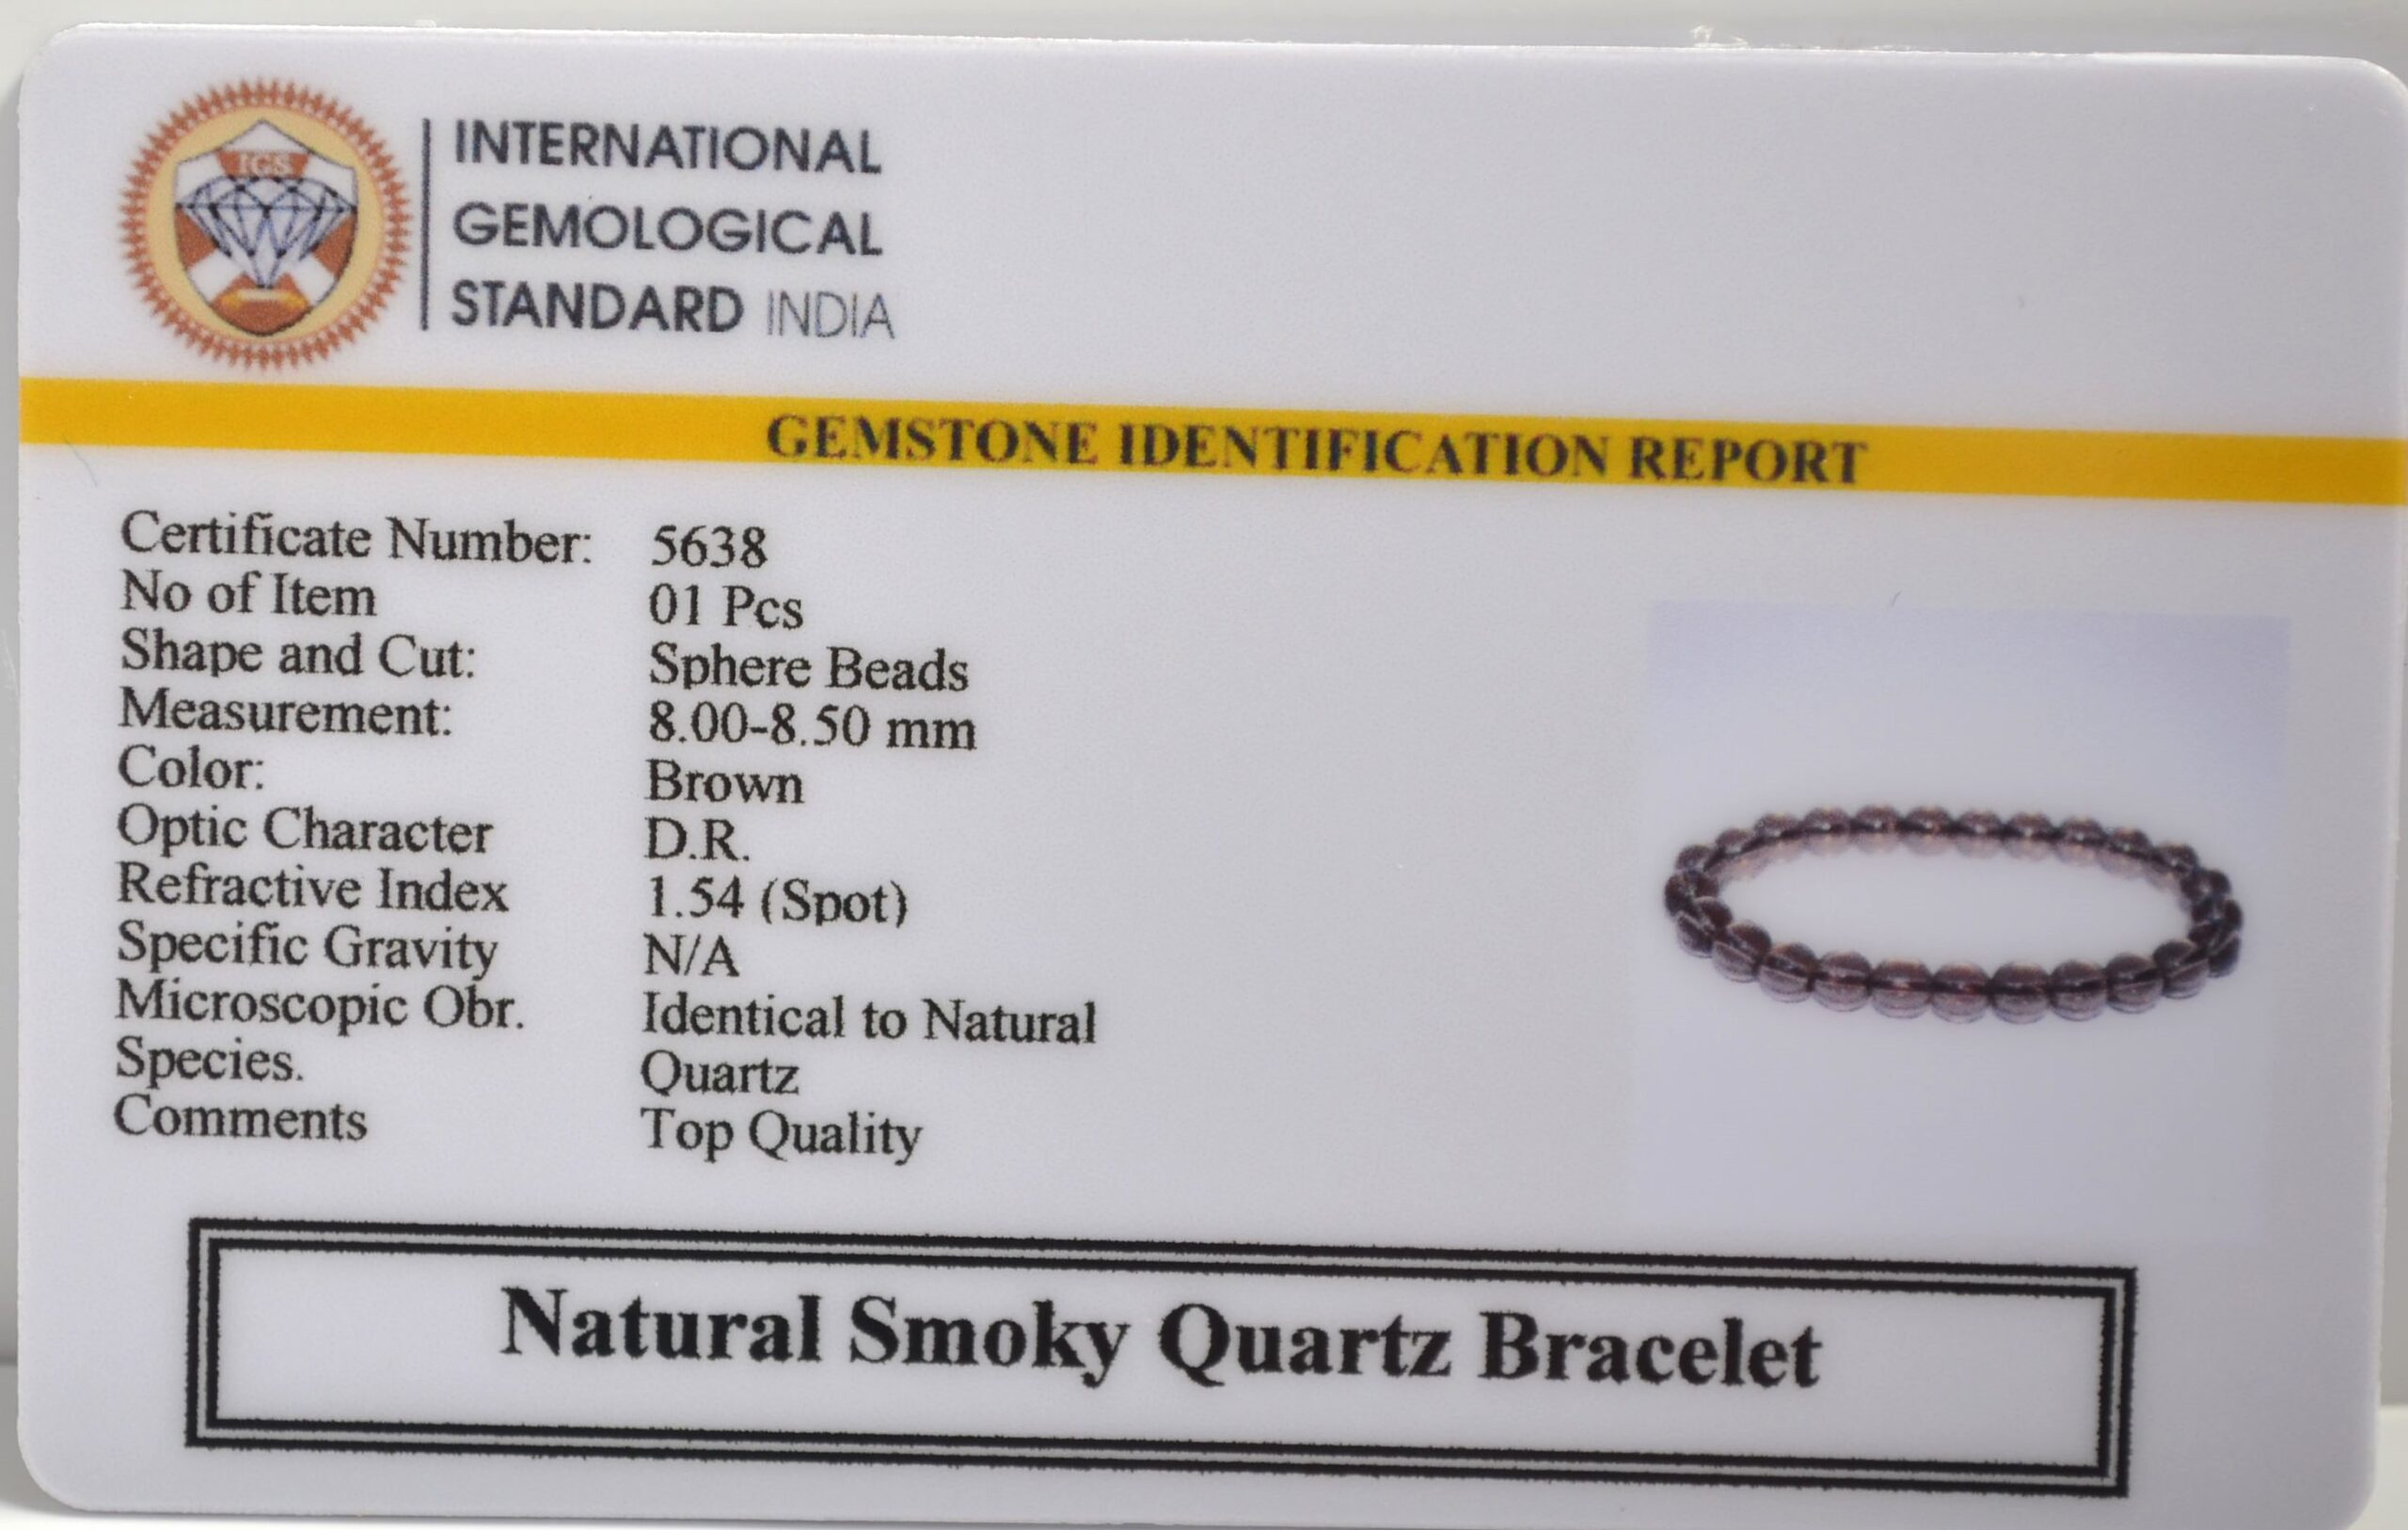 IGS
INTERNATIONAL
GEMOLOGICAL
STANDARD INDIA
GEMSTONE IDENTIFICATION REPORT
Certificate Number: 5638
No of Item 01 Pcs
Shape and Cut: Sphere Beads
Measurement: 8.00-8.50 mm
Color: Brown
Optic Character D.R.
Refractive Index 1.54 (Spot)
Specific Gravity N/A
Microscopic Obr. Identical to Natural
Species. Quartz
Comments Top Quality
Natural Smoky Quartz Bracelet